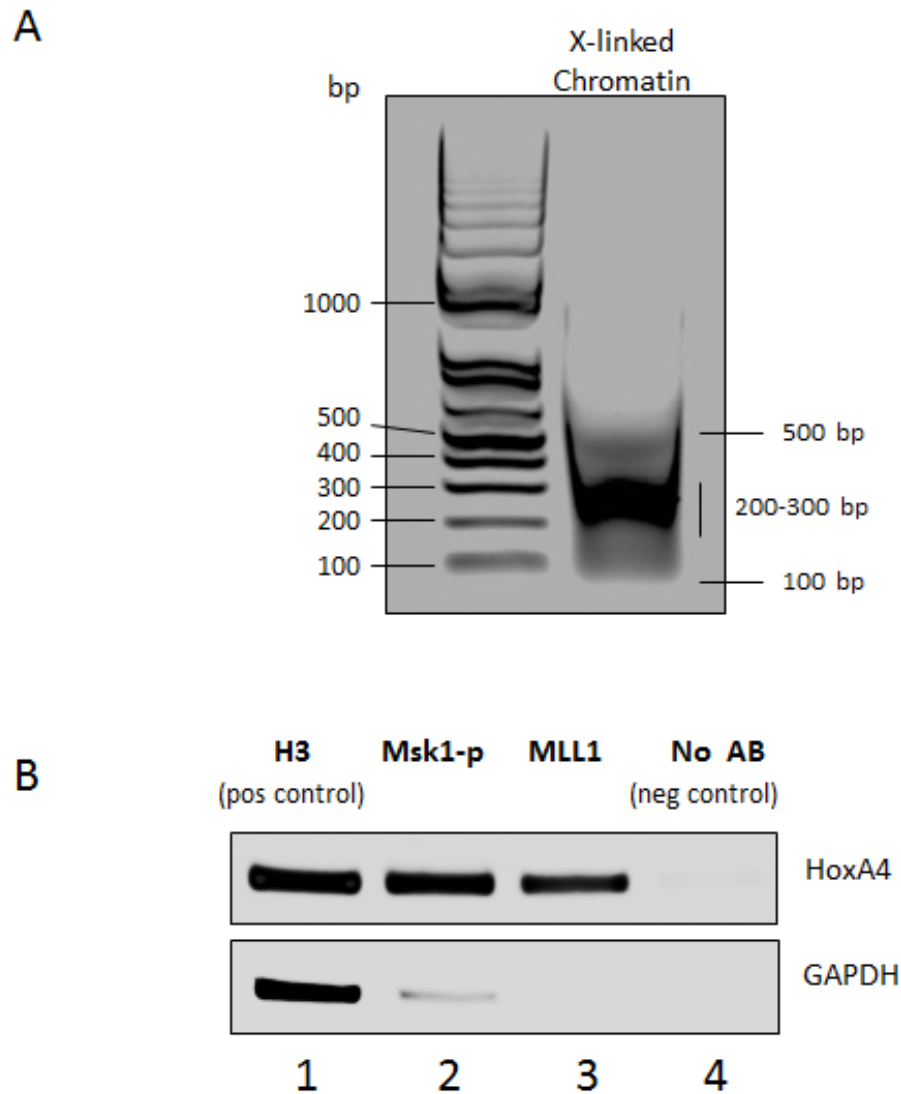 A
X-linked
Chromatin
bp
1000
500
400
300
200
100
500 bp
200-300 bp
100 bp
B
H3 Msk1-p MLL1 No AB
(pos control) (neg control)
HoxA4
GAPDH
1 2 3 4